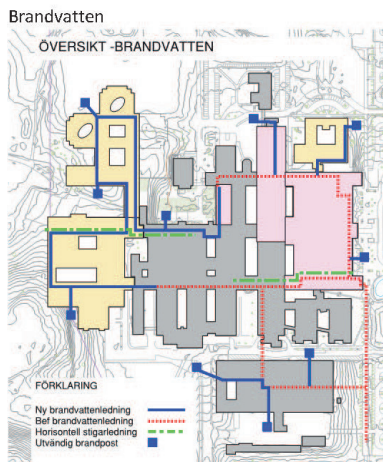 Brandvatten
ÖVERSIKT -BRANDVATTEN
FÖRKLARING
Ny brandvattenledning
Bef brandvattenledning
Horisontell stigarledning
Utvändig brandpost